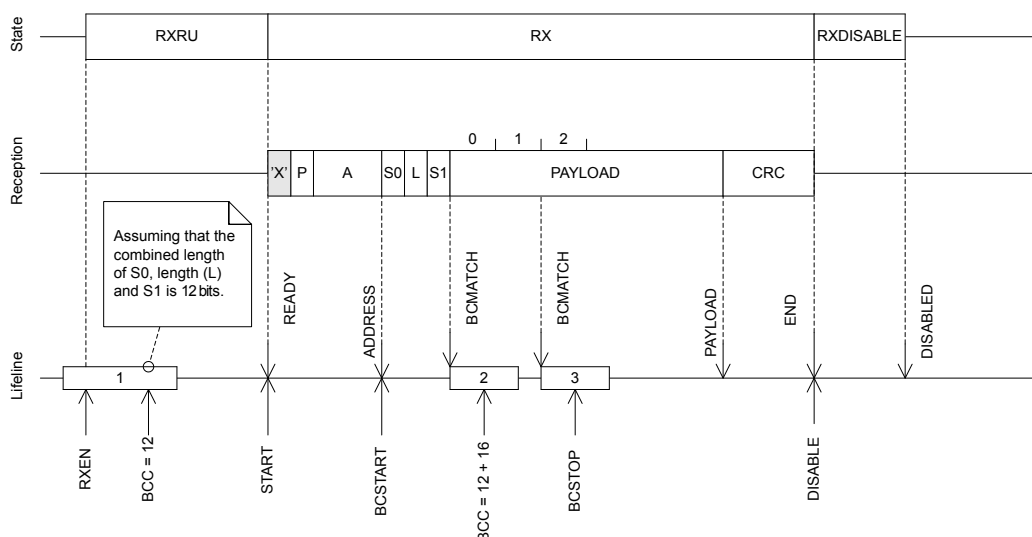 State
RXRU
RX
RXDISABLE
0
1
2
Reception
'X'
P
A
S0
L
S1
PAYLOAD
CRC
Assuming that the
combined length
of S0, length (L)
and S1 is 12 bits.
READY
ADDRESS
BCMATCH
BCMATCH
PAYLOAD
END
DISABLED
Lifeline
1
2
3
RXEN
BCC = 12
START
BCSTART
BCC = 12 + 16
BCSTOP
DISABLE